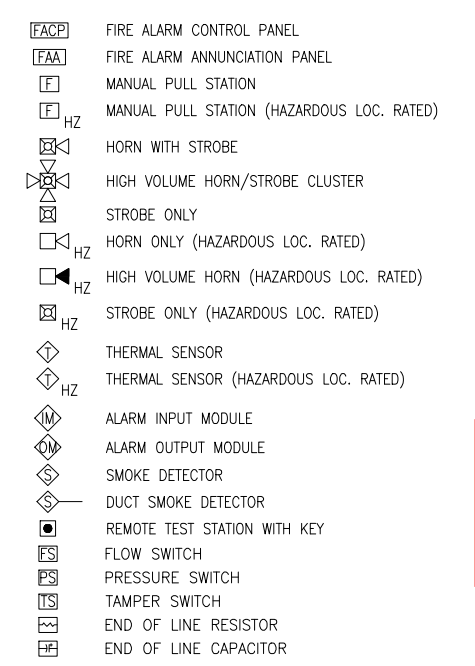 FACP FIRE ALARM CONTROL PANEL
FAA FIRE ALARM ANNUNCIATION PANEL
F MANUAL PULL STATION
F HZ MANUAL PULL STATION (HAZARDOUS LOC. RATED)
HORN WITH STROBE
HIGH VOLUME HORN/STROBE CLUSTER
STROBE ONLY
HZ HORN ONLY (HAZARDOUS LOC. RATED)
HZ HIGH VOLUME HORN (HAZARDOUS LOC. RATED)
HZ STROBE ONLY (HAZARDOUS LOC. RATED)
T THERMAL SENSOR
T HZ THERMAL SENSOR (HAZARDOUS LOC. RATED)
IM ALARM INPUT MODULE
OM ALARM OUTPUT MODULE
S SMOKE DETECTOR
S DUCT SMOKE DETECTOR
REMOTE TEST STATION WITH KEY
FS FLOW SWITCH
PS PRESSURE SWITCH
TS TAMPER SWITCH
END OF LINE RESISTOR
END OF LINE CAPACITOR